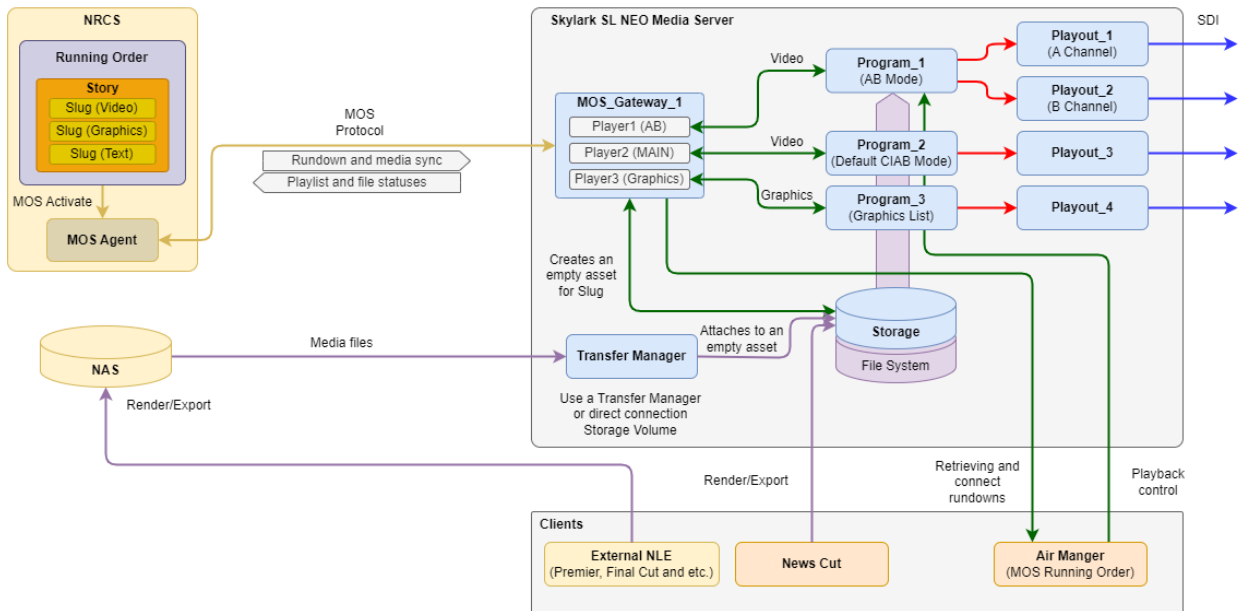 NRCS
Running Order
Story
Slug (Video)
Slug (Graphics)
Slug (Text)
MOS Activate
MOS Agent
MOS
Protocol
Rundown and media sync
Playlist and file statuses
Skylark SL NEO Media Server
MOS_Gateway_1
Player1 (AB)
Player2 (MAIN)
Player3 (Graphics)
Video
Video
Graphics
Program_1
(AB Mode)
Program_2
(Default CIAB Mode)
Program_3
(Graphics List)
Playout_1
(A Channel)
Playout_2
(B Channel)
Playout_3
Playout_4
SDI
Creates an
empty asset
for Slug
Storage
File System
NAS
Media files
Transfer Manager
Attaches to an
empty asset
Use a Transfer Manager
or direct connection
Storage Volume
Render/Export
Render/Export
Retrieving and
connect
rundowns
Playback
control
Clients
External NLE
(Premier, Final Cut and etc.)
News Cut
Air Manger
(MOS Running Order)